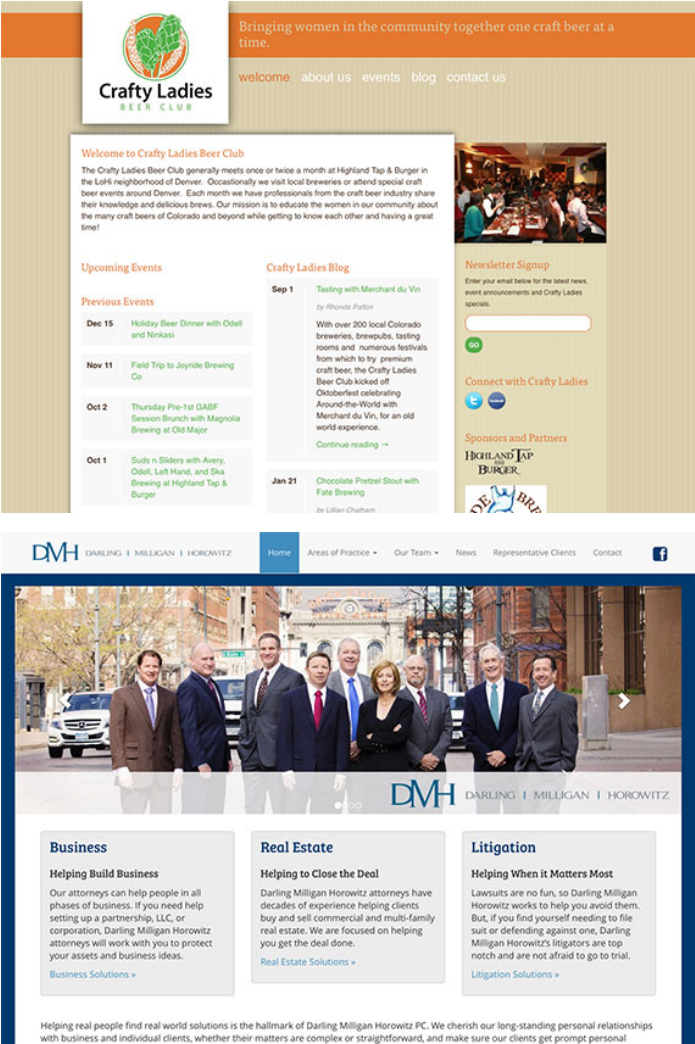 Bringing women in the community together one craft beer at a
time.
Crafty Ladies
BEER CLUB
welcome about us events blog contact us
Welcome to Crafty Ladies Beer Club
The Crafty Ladies Beer Club generally meets once or twice a month at Highland Tap & Burger in
the LoHi neighborhood of Denver. Occastionally we visit local breweries or attend special craft
beer events around Denver. Each month we have professionals from the craft beer industry share
their knowledge and delicious brews. Our mission is to educate the women in our community about
the many craft beers of Colorado and beyond while getting to know each other and having a great
time!
Upcoming Events
Previous Events
Dec 15 Holiday Beer Dinner with Odell
and Ninkasi
Nov 11 Field Trip to Joyride Brewing
Co
Oct 2 Thursday Pre-1st GABF
Session Brunch with Magnolia
Brewing at Old Major
Oct 1 Suds n Sliders with Avery,
Odell, Left Hand, and Ska
Brewing at Highland Tap &
Burger
Crafty Ladies Blog
Sep 1 Tasting with Merchant du Vin
by Rhonda Patton
With over 200 local Colorado
breweries, brewpubs, tasting
rooms and numerous festivals
from which to try premium
craft beer, the Crafty Ladies
Beer Club kicked off
Oktoberfest celebrating
Around-the-World with
Merchant du Vin, for an old
world experience.
Continue reading →
Jan 21 Chocolate Pretzel Stout with
Fate Brewing
by Lillian Chatham
Newsletter Signup
Enter your email below for the latest news,
event announcements and Crafty Ladies
specials.
GO
Connect with Crafty Ladies
facebook
Sponsors and Partners
HIGHLAND TAP
AND
BURGER
DE BRE
DMH DARLING | MILLIGAN | HOROWITZ Home Areas of Practice Our Team News Representative Clients Contact f
DMH DARLING | MILLIGAN | HOROWITZ
Business
Helping Build Business
Our attorneys can help people in all
phases of business. If you need help
setting up a partnership, LLC, or
corporation, Darling Milligan Horowitz
attorneys will work with you to protect
your assets and business ideas.
Business Solutions »
Real Estate
Helping to Close the Deal
Darling Milligan Horowitz attorneys have
decades of experience helping clients
buy and sell commercial and multi-family
real estate. We are focused on helping
you get the deal done.
Real Estate Solutions »
Litigation
Helping When it Matters Most
Lawsuits are no fun, so Darling Milligan
Horowitz works to help you avoid them.
But, if you find yourself needing to file
suit or defending against one, Darling
Milligan Horowitz's litigators are top
notch and are not afraid to go to trial.
Litigation Solutions »
Helping real people find real world solutions is the hallmark of Darling Milligan Horowitz PC. We cherish our long-standing personal relationships
with business and individual clients, whether their matters are complex or straightforward, and make sure our clients get prompt personal